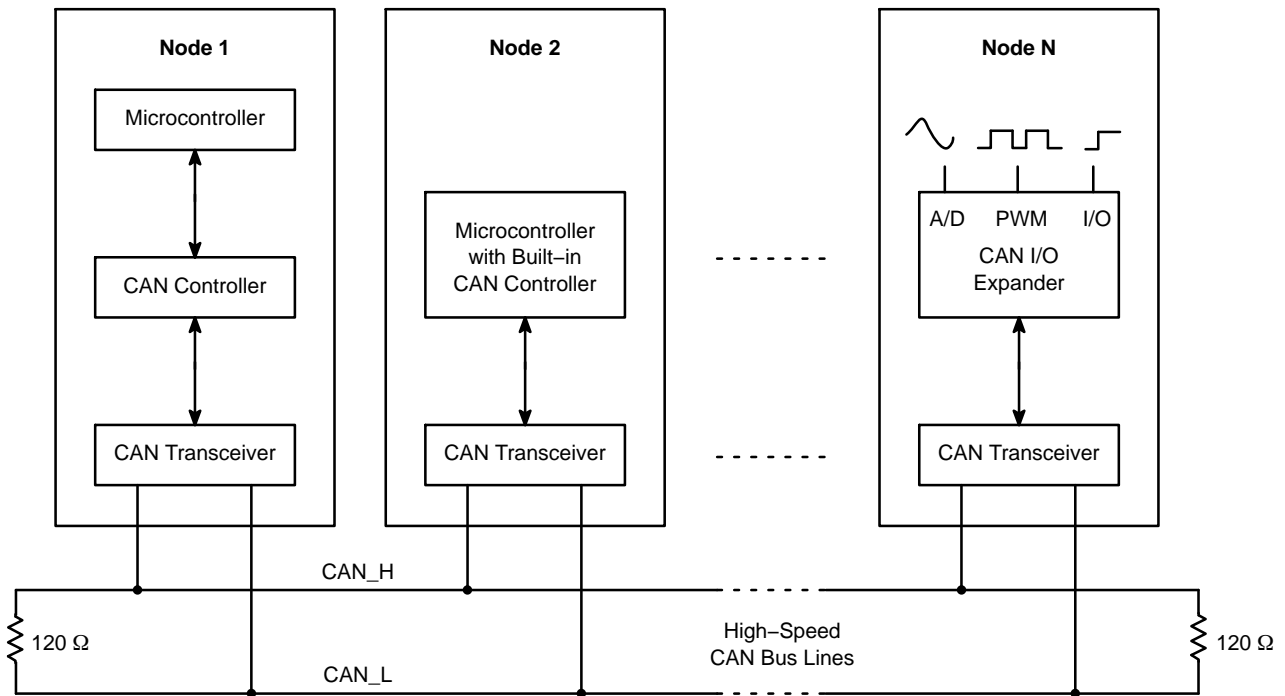 Node 1
Microcontroller
CAN Controller
CAN Transceiver
Node 2
Microcontroller
with Built−in
CAN Controller
CAN Transceiver
Node N
A/D PWM I/O
CAN I/O
Expander
CAN Transceiver
CAN_H
120 Ω
High−Speed
CAN Bus Lines
120 Ω
CAN_L